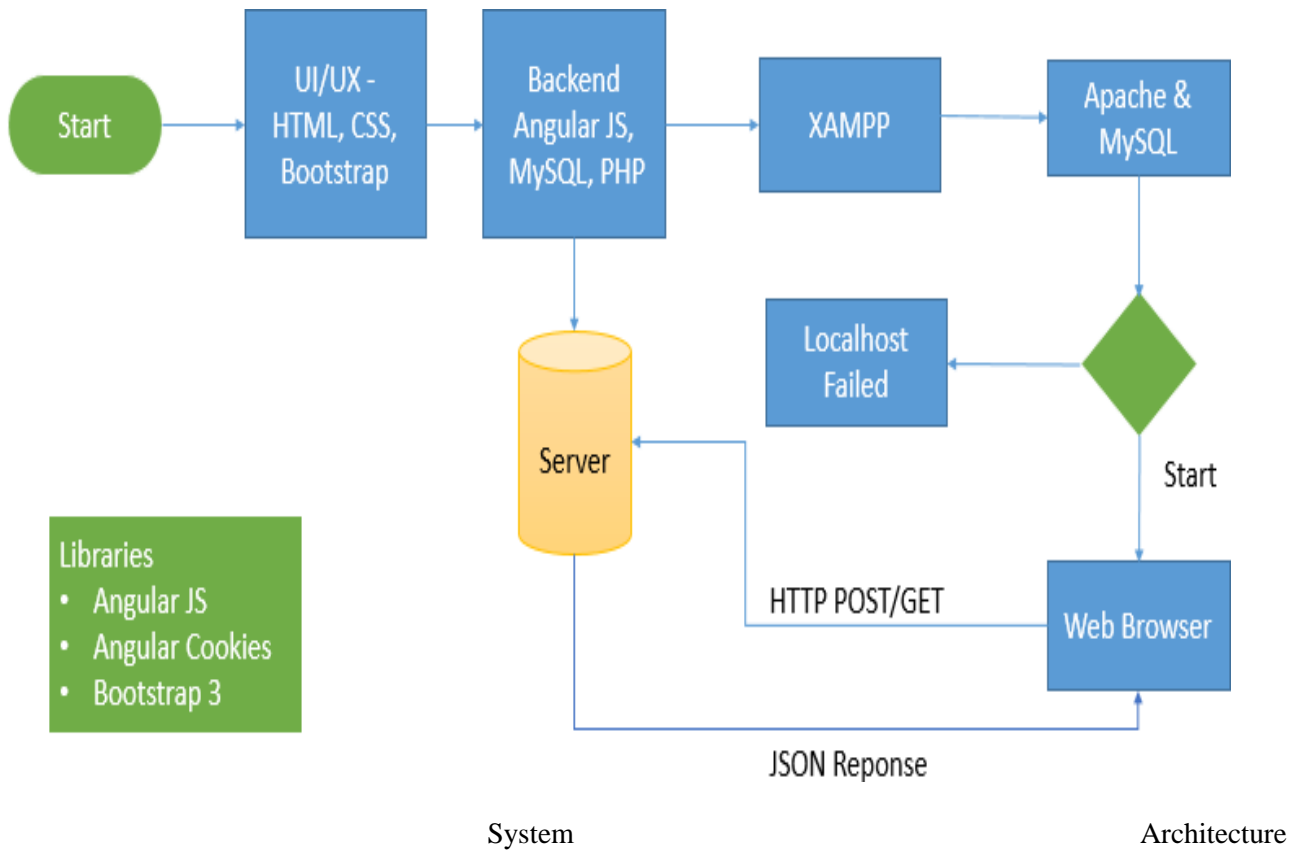 Start
UI/UX -
HTML, CSS,
Bootstrap
Backend
Angular JS,
MySQL, PHP
XAMPP
Apache &
MySQL
Localhost
Failed
Server
Start
Libraries
• Angular JS
• Angular Cookies
• Bootstrap 3
HTTP POST/GET
Web Browser
JSON Reponse
System Architecture